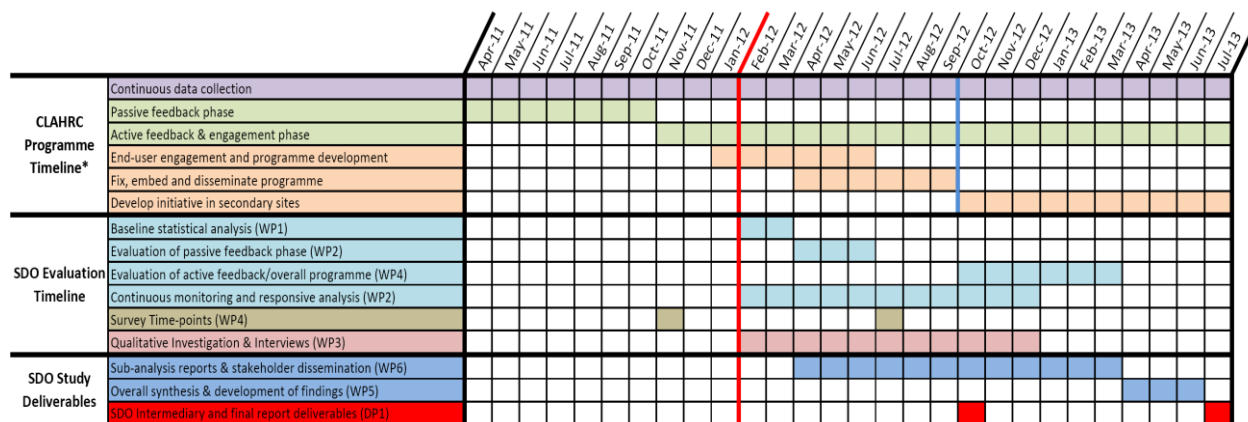 Apr-11 May-11 Jun-11 Jul-11 Aug-11 Sep-11 Oct-11 Nov-11 Dec-11 Jan-12 Feb-12 Mar-12 Apr-12 May-12 Jun-12 Jul-12 Aug-12 Sep-12 Oct-12 Nov-12 Dec-12 Jan-13 Feb-13 Mar-13 Apr-13 May-13 Jun-13 Jul-13
CLAHRC
Programme
Timeline*
Continuous data collection
Passive feedback phase
Active feedback & engagement phase
End-user engagement and programme development
Fix, embed and disseminate programme
Develop initiative in secondary sites
SDO Evaluation
Timeline
Baseline statistical analysis (WP1)
Evaluation of passive feedback phase (WP2)
Evaluation of active feedback/overall programme (WP4)
Continuous monitoring and responsive analysis (WP2)
Survey Time-points (WP4)
Qualitative Investigation & Interviews (WP3)
SDO Study
Deliverables
Sub-analysis reports & stakeholder dissemination (WP6)
Overall synthesis & development of findings (WP5)
SDO Intermediary and final report deliverables (DP1)